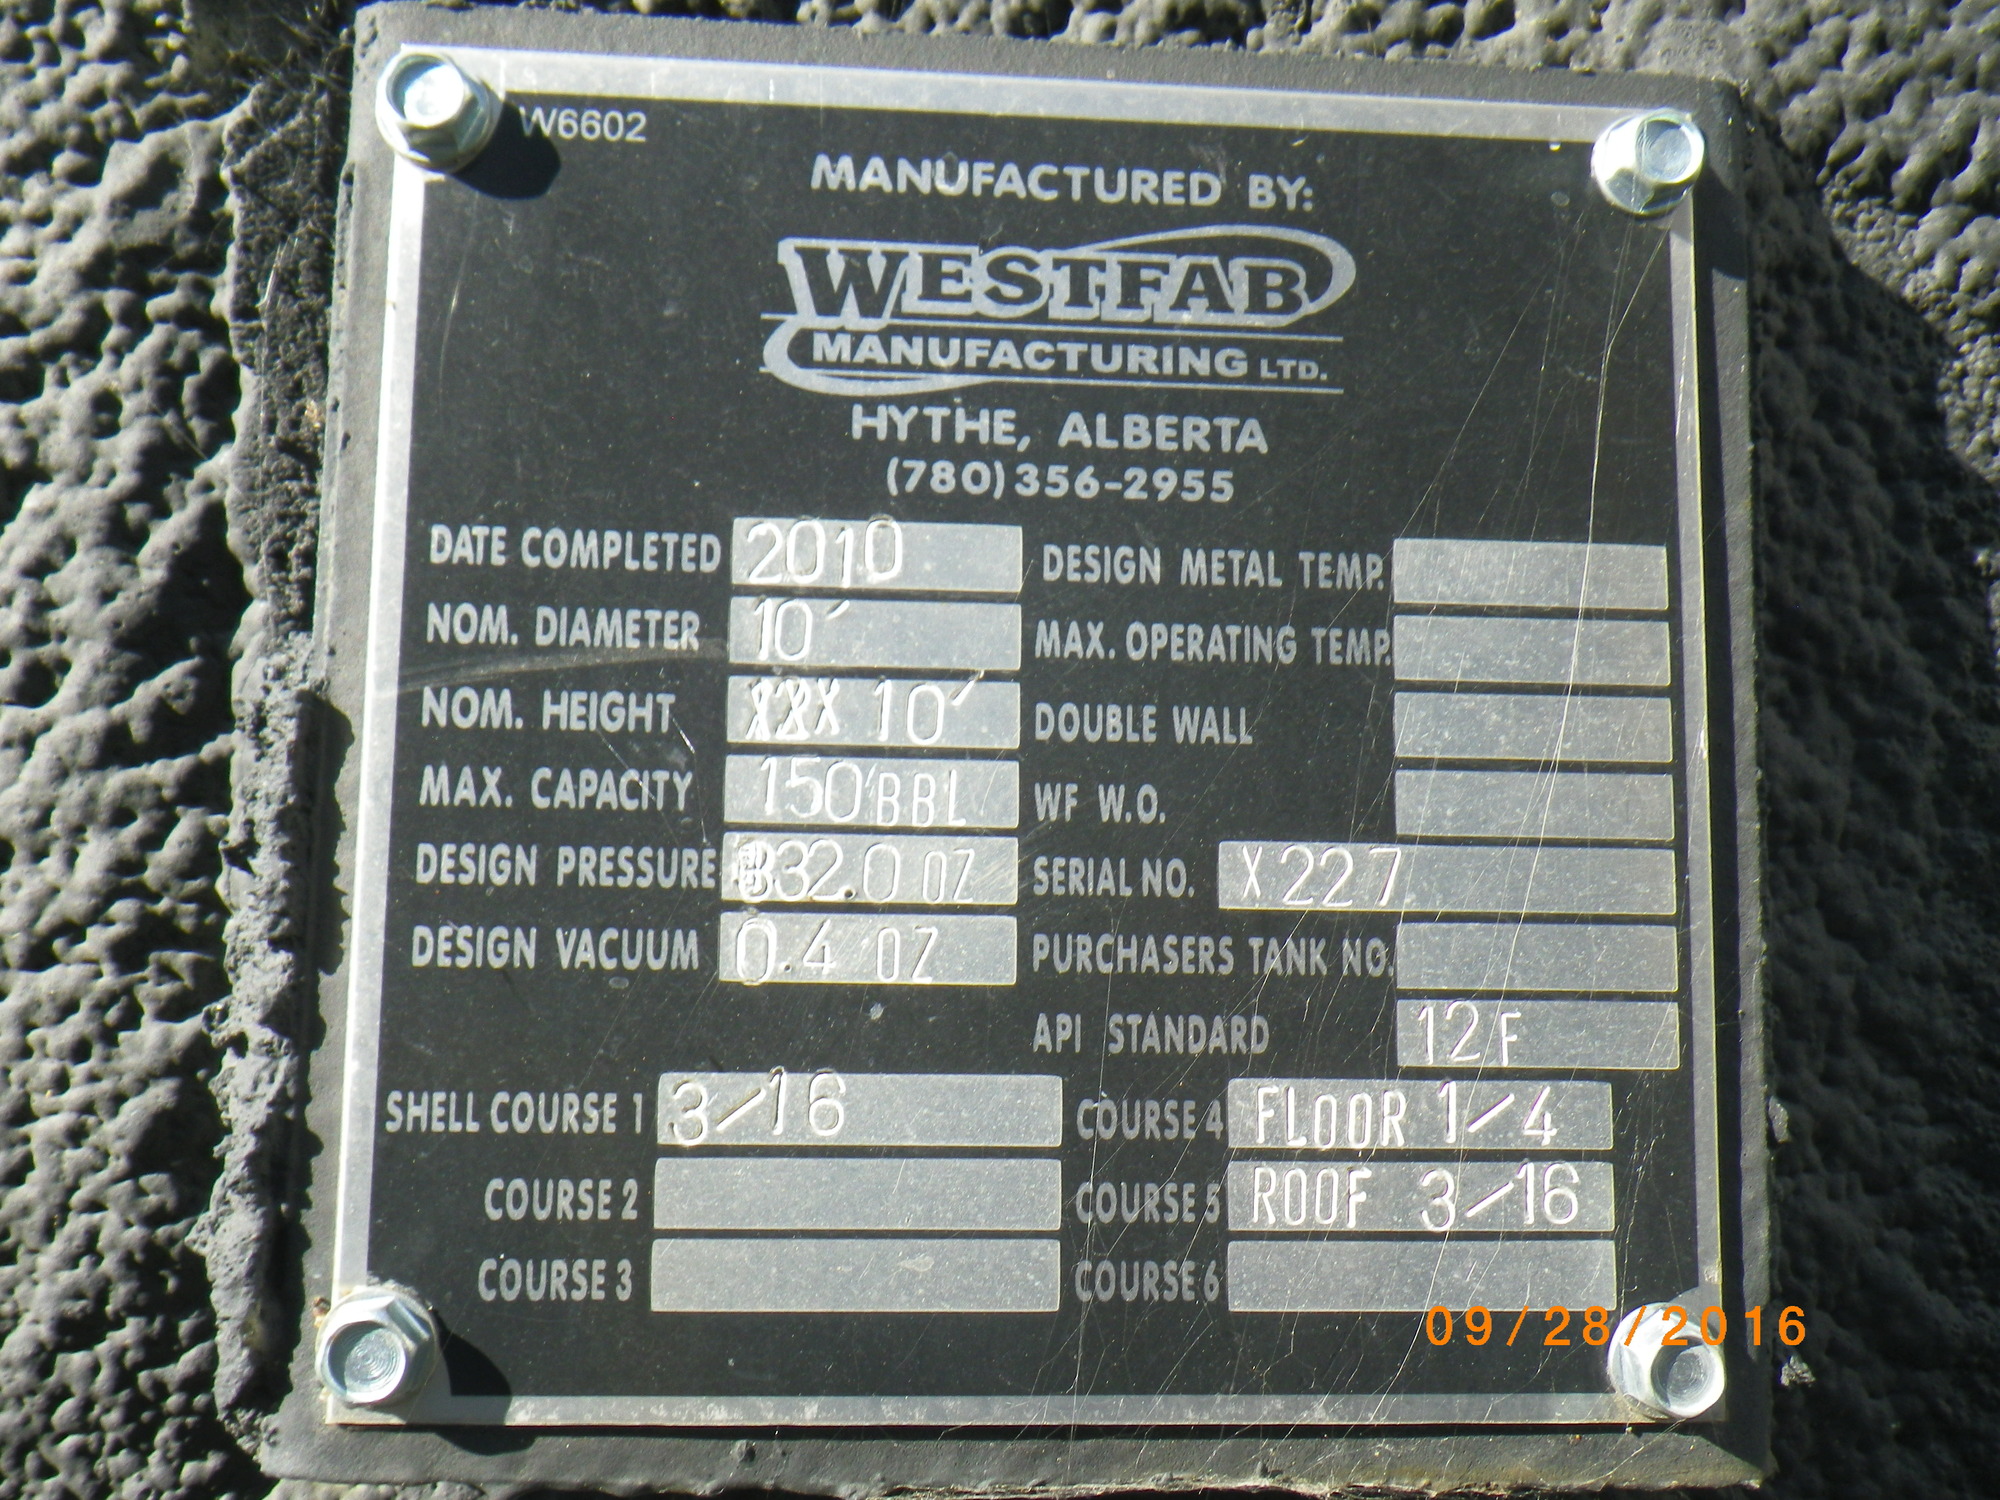 W6602
MANUFACTURED BY:
WESTFAB
MANUFACTURING LTD.
HYTHE, ALBERTA
(780) 356-2955
DATE COMPLETED 2010 DESIGN METAL TEMP.
NOM. DIAMETER 10' MAX. OPERATING TEMP.
NOM. HEIGHT XXX 10' DOUBLE WALL
MAX. CAPACITY 150 BBL WF W.O.
DESIGN PRESSURE 32.0 OZ SERIAL NO. X227
DESIGN VACUUM 0.4 OZ PURCHASERS TANK NO.
API STANDARD 12F
SHELL COURSE 1 3/16 COURSE 4 FLOOR 1/4
COURSE 2 COURSE 5 ROOF 3/16
COURSE 3 COURSE 6
09/28/2016